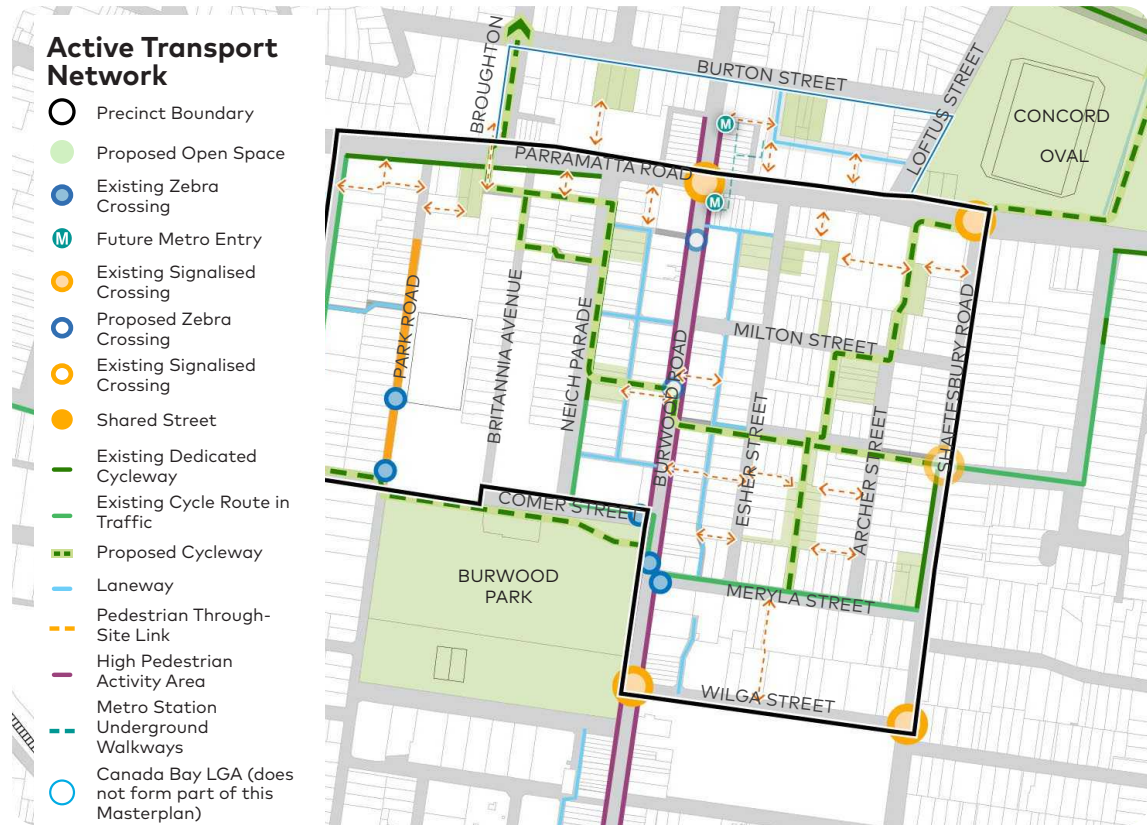 Active Transport
Network
Precinct Boundary
Proposed Open Space
Existing Zebra
Crossing
M
Future Metro Entry
Existing Signalised
Crossing
Proposed Zebra
Crossing
Existing Signalised
Crossing
Shared Street
Existing Dedicated
Cycleway
Existing Cycle Route in
Traffic
Proposed Cycleway
Laneway
Pedestrian Through-
Site Link
High Pedestrian
Activity Area
Metro Station
Underground
Walkways
Canada Bay LGA (does
not form part of this
Masterplan)
BROUGHTON
BURTON STREET
LOFTUS STREET
CONCORD
OVAL
M
PARRAMATTA ROAD
M
PARK ROAD
BRITANNIA AVENUE
NEICH PARADE
BURWOOD ROAD
MILTON STREET
ESHER STREET
ARCHER STREET
SHAFTESBURY ROAD
COMER STREE
BURWOOD
PARK
MERYLA STREET
WILGA STREET